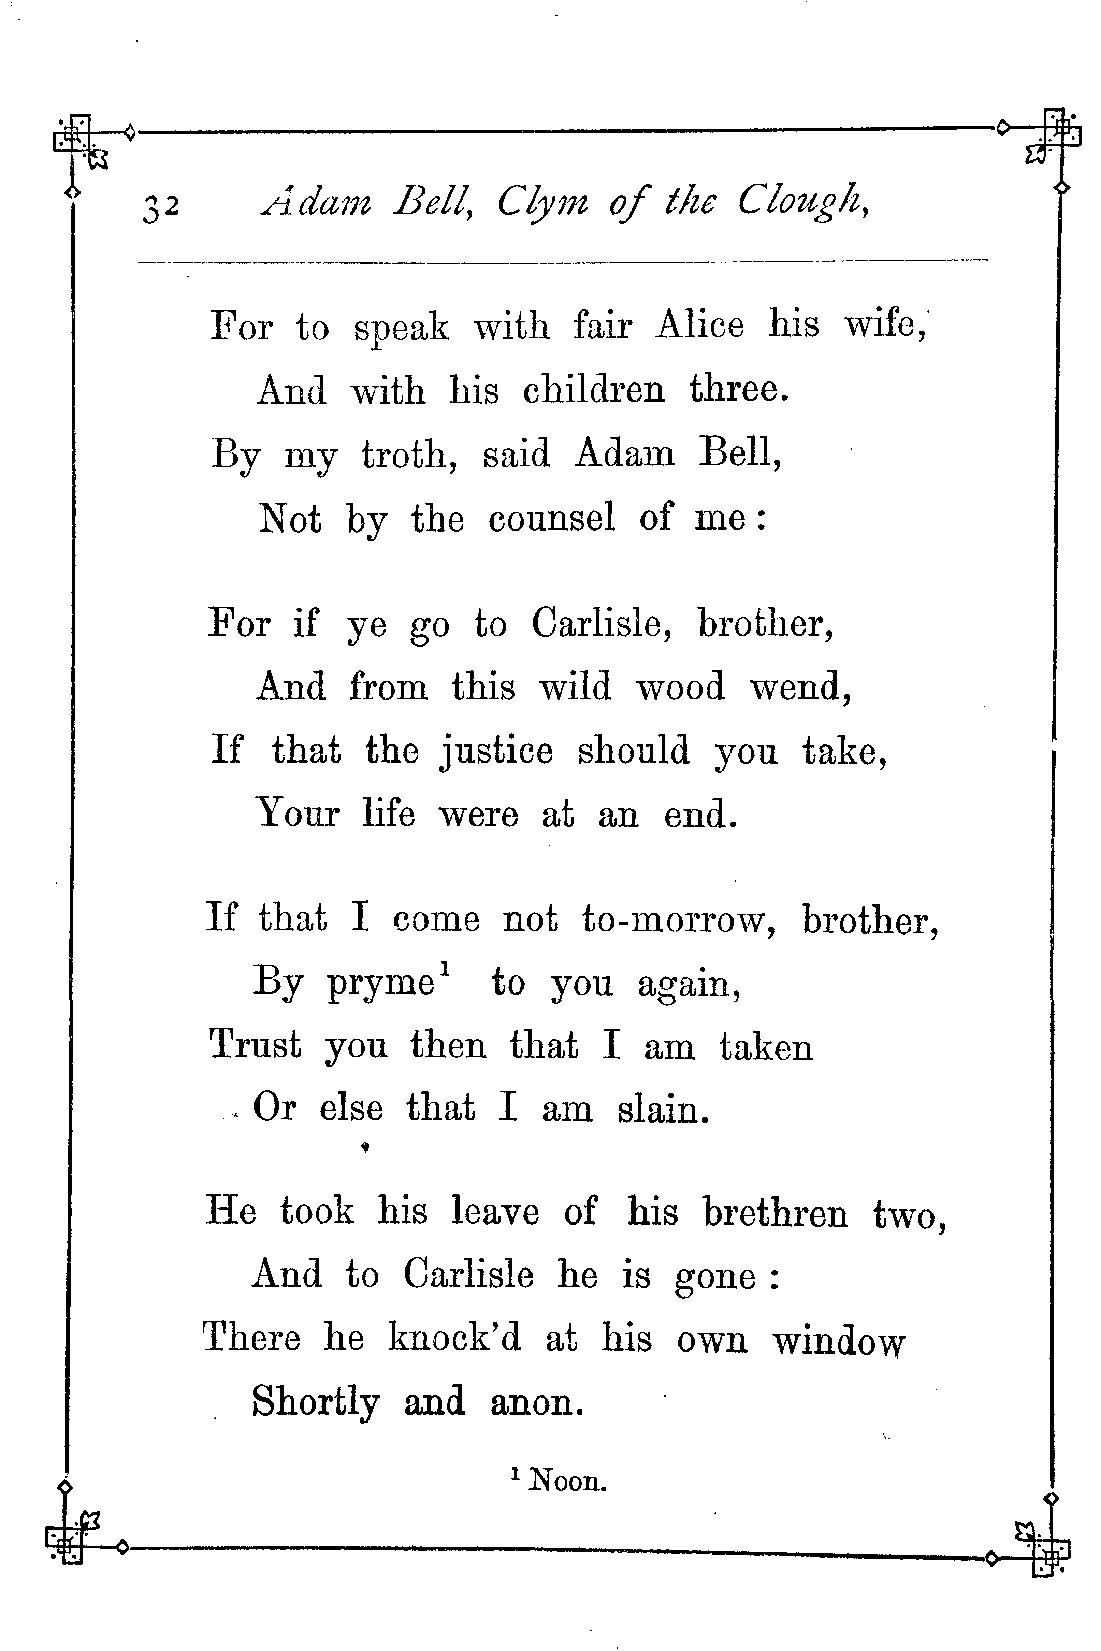 32 Adam Bell, Clym of the Clough,
For to speak with fair Alice his wife,
And with his children three.
By my troth, said Adam Bell,
Not by the counsel of me :
For if ye go to Carlisle, brother,
And from this wild wood wend,
If that the justice should you take,
Your life were at an end.
If that I come not to-morrow, brother,
By pryme¹ to you again,
Trust you then that I am taken
Or else that I am slain.
He took his leave of his brethren two,
And to Carlisle he is gone :
There he knock’d at his own window
Shortly and anon.
¹ Noon.